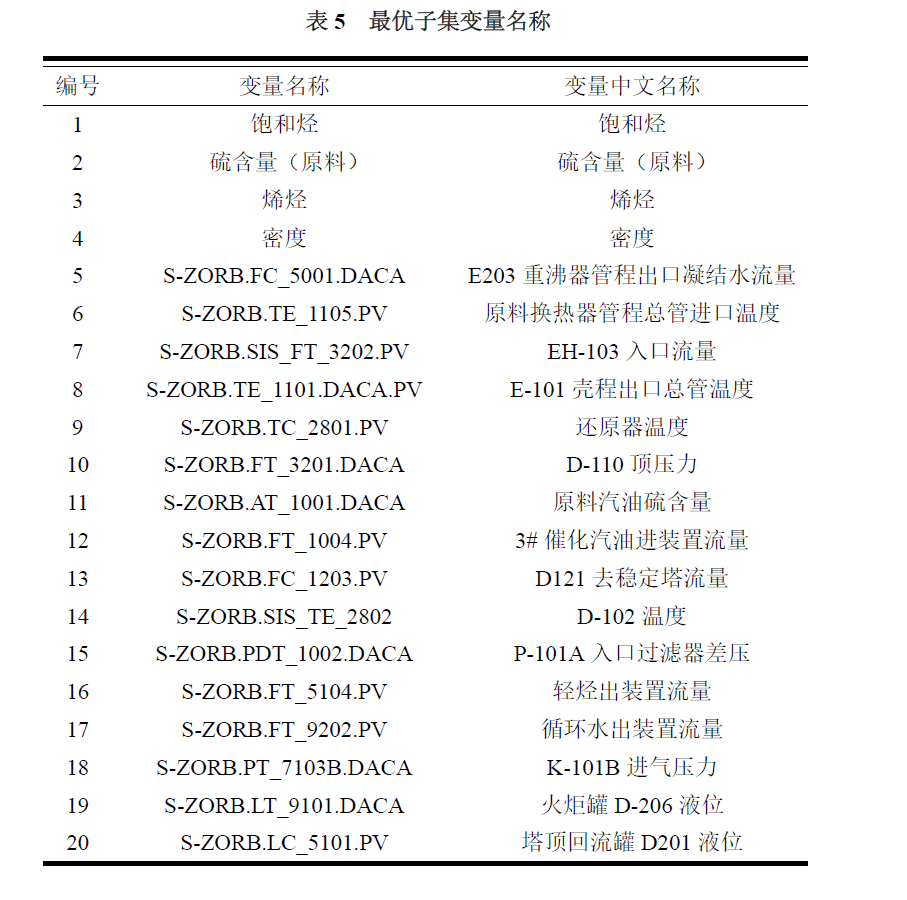 表 5 最优子集变量名称
编号 变量名称 变量中文名称
1 饱和烃 饱和烃
2 硫含量（原料） 硫含量（原料）
3 烯烃 烯烃
4 密度 密度
5 S-ZORB.FC_5001.DACA E203 重沸器管程出口凝结水流量
6 S-ZORB.TE_1105.PV 原料换热器管程总管进口温度
7 S-ZORB.SIS_FT_3202.PV EH-103 入口流量
8 S-ZORB.TE_1101.DACA.PV E-101 壳程出口总管温度
9 S-ZORB.TC_2801.PV 还原器温度
10 S-ZORB.FT_3201.DACA D-110 顶压力
11 S-ZORB.AT_1001.DACA 原料汽油硫含量
12 S-ZORB.FT_1004.PV 3# 催化汽油进装置流量
13 S-ZORB.FC_1203.PV D121 去稳定塔流量
14 S-ZORB.SIS_TE_2802 D-102 温度
15 S-ZORB.PDT_1002.DACA P-101A 入口过滤器差压
16 S-ZORB.FT_5104.PV 轻烃出装置流量
17 S-ZORB.FT_9202.PV 循环水出装置流量
18 S-ZORB.PT_7103B.DACA K-101B 进气压力
19 S-ZORB.LT_9101.DACA 火炬罐 D-206 液位
20 S-ZORB.LC_5101.PV 塔顶回流罐 D201 液位